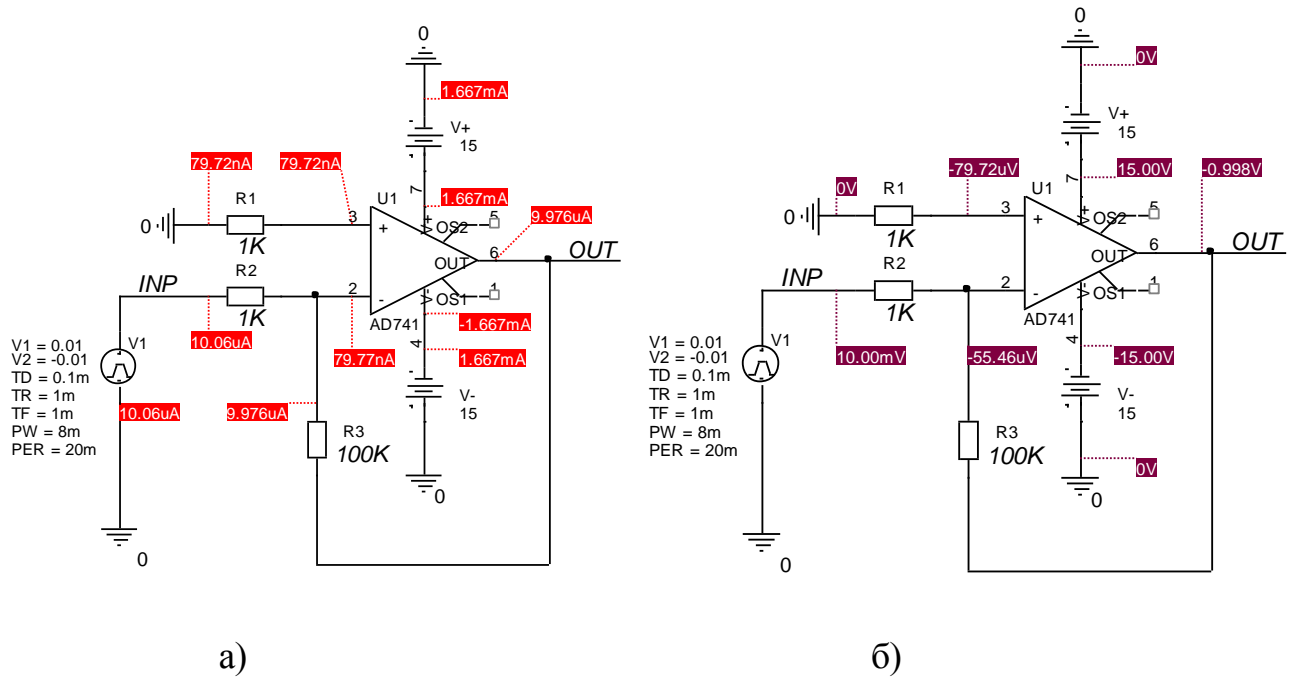 0
1.667mA
V+
15
79.72nA
79.72nA
7
1.667mA
R1
U1
5
0
3
+
V+
OS2
9.976uA
1K
6
OUT
OUT
R2
INP
2
-
V-
OS1
1
1K
AD741
-1.667mA
10.06uA
79.77nA
4
1.667mA
V1 = 0.01
V2 = -0.01
TD = 0.1m
TR = 1m
TF = 1m
PW = 8m
PER = 20m
V1
10.06uA
9.976uA
V-
15
R3
100K
0
0
а)
0
0V
V+
15
-79.72uV
7
15.00V
-0.998V
0V
R1
U1
5
0
3
+
V+
OS2
1K
6
OUT
OUT
R2
INP
2
-
V-
OS1
1
1K
AD741
10.00mV
-55.46uV
4
-15.00V
V1 = 0.01
V2 = -0.01
TD = 0.1m
TR = 1m
TF = 1m
PW = 8m
PER = 20m
V1
V-
15
R3
100K
0V
0
0
б)